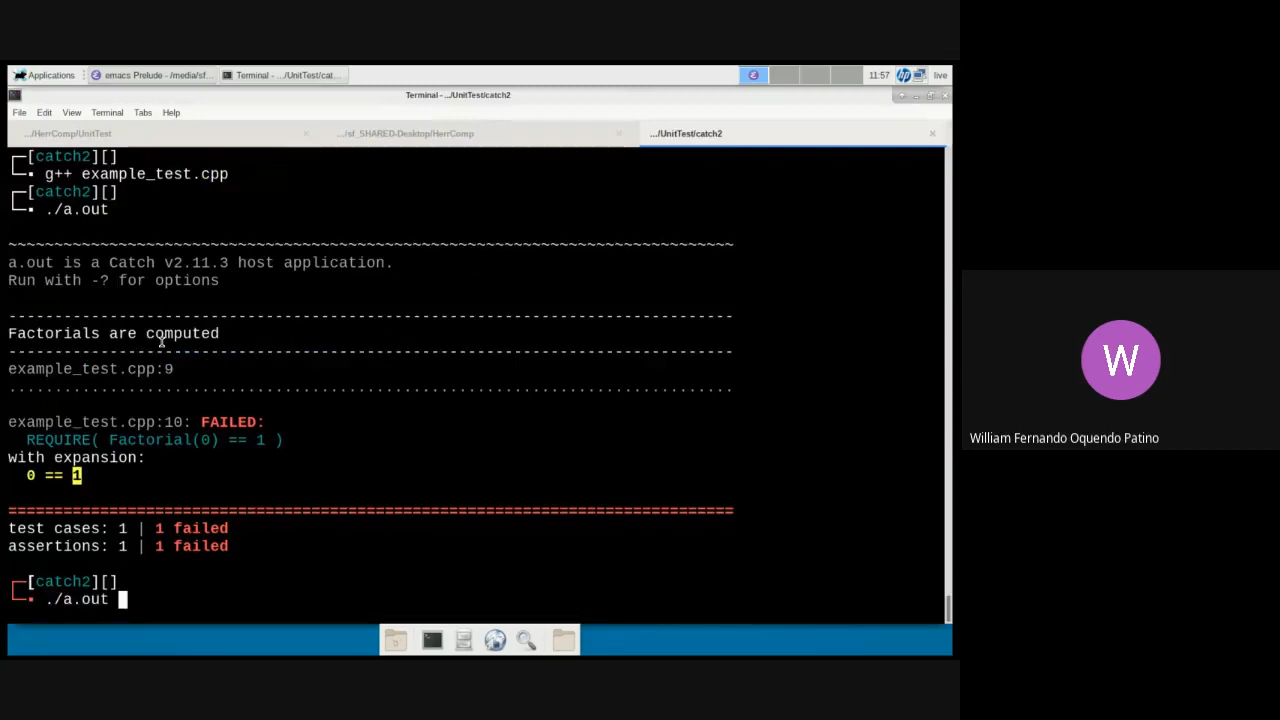 Applications
emacs Prelude - /media/sf...
Terminal - .../UnitTest/cat...
11:57
live
Terminal - .../UnitTest/catch2
File Edit View Terminal Tabs Help
.../HerrComp/UnitTest
.../sf_SHARED-Desktop/HerrComp
.../UnitTest/catch2
[catch2][]
g++ example_test.cpp
[catch2][]
./a.out
~~~~~~~~~~~~~~~~~~~~~~~~~~~~~~~~~~~~~~~~~~~~~~~~~~~~~~~~~~~~~~~~~~~~~~~~~~~~~~~
a.out is a Catch v2.11.3 host application.
Run with -? for options
-------------------------------------------------------------------------------
Factorials are computed
-------------------------------------------------------------------------------
example_test.cpp:9
...............................................................................
example_test.cpp:10: FAILED:
REQUIRE( Factorial(0) == 1 )
with expansion:
0 == 1
===============================================================================
test cases: 1 | 1 failed
assertions: 1 | 1 failed
[catch2][]
./a.out
W
William Fernando Oquendo Patino